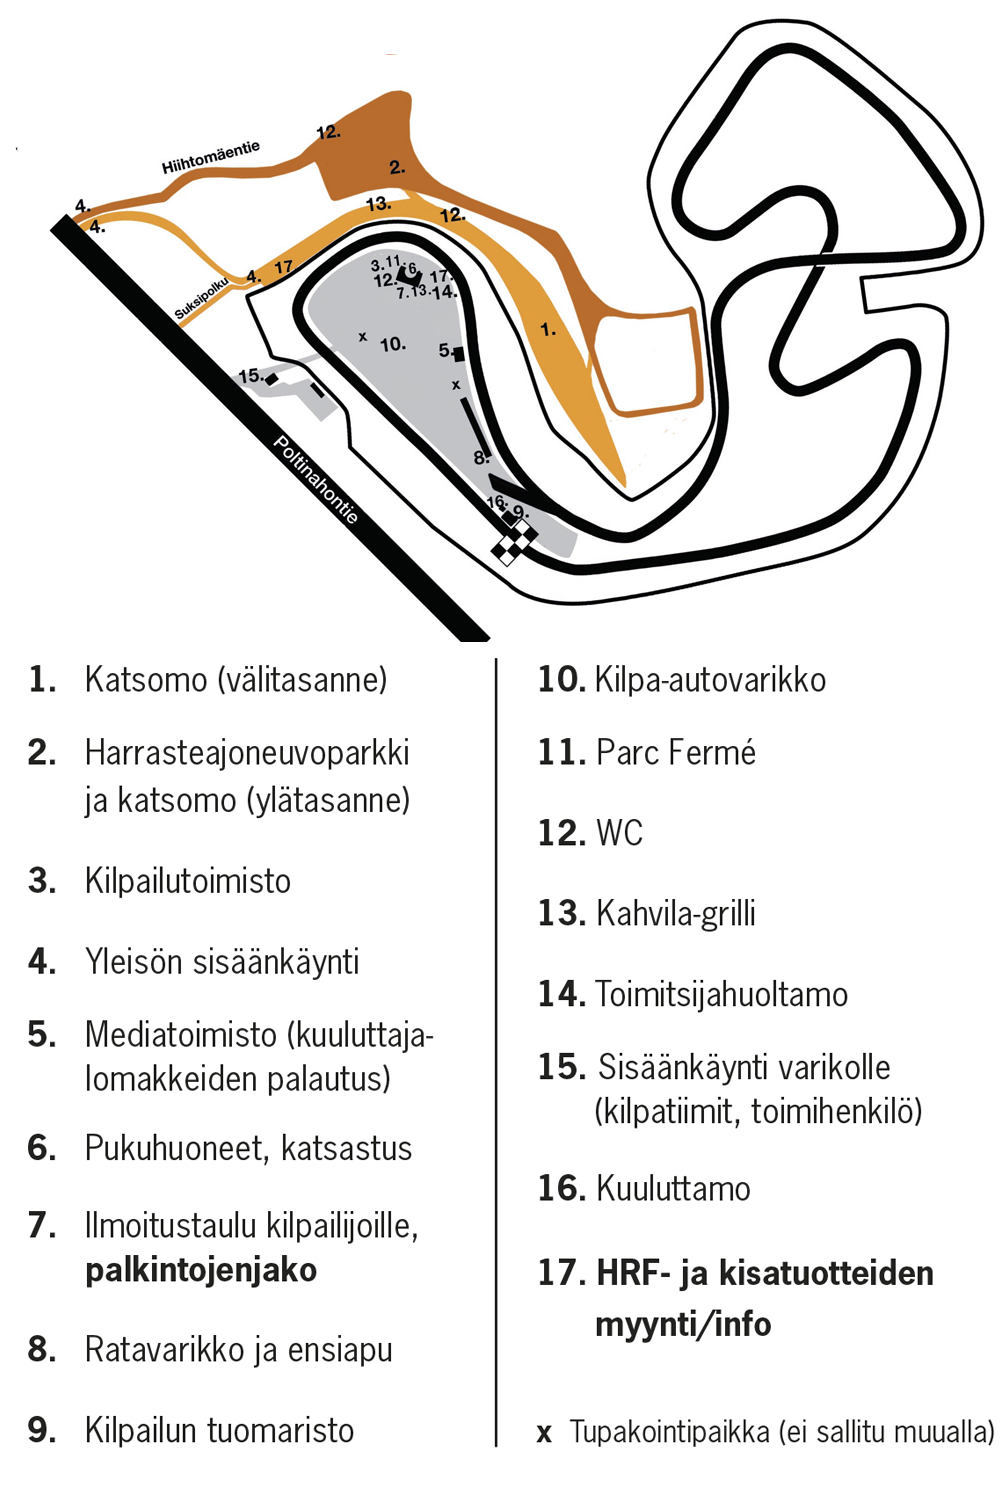 12.
Hiihtomäentie
2.
4.
13.
12.
4.
3.
11.
6.
4.
17
12.
17.
7.
13.
14.
Suksipolku
x
10.
5.
1.
15.
x
8.
Poltinahontie
16.
9.
1. Katsomo (välitasanne)
2. Harrasteajoneuvoparkki
ja katsomo (ylätasanne)
3. Kilpailutoimisto
4. Yleisön sisäänkäynti
5. Mediatoimisto (kuuluttaja-
lomakkeiden palautus)
6. Pukuhuoneet, katsastus
7. Ilmoitustaulu kilpailijoille,
palkintojenjako
8. Ratavarikko ja ensiapu
9. Kilpailun tuomaristo
10. Kilpa-autovarikko
11. Parc Fermé
12. WC
13. Kahvila-grilli
14. Toimitsijahuoltamo
15. Sisäänkäynti varikolle
(kilpatiimit, toimihenkilö)
16. Kuuluttamo
17. HRF- ja kisatuotteiden
myynti/info
x Tupakointipaikka (ei sallitu muualla)